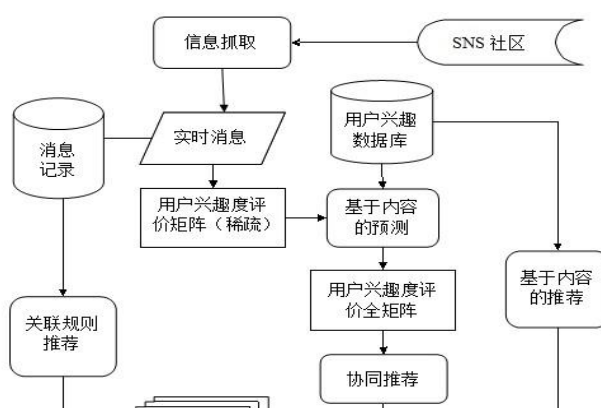 信息抓取
SNS 社区
消息
记录
实时消息
用户兴趣
数据库
用户兴趣度评
价矩阵（稀疏）
基于内容
的预测
用户兴趣度评
价全矩阵
基于内容
的推荐
关联规则
推荐
协同推荐